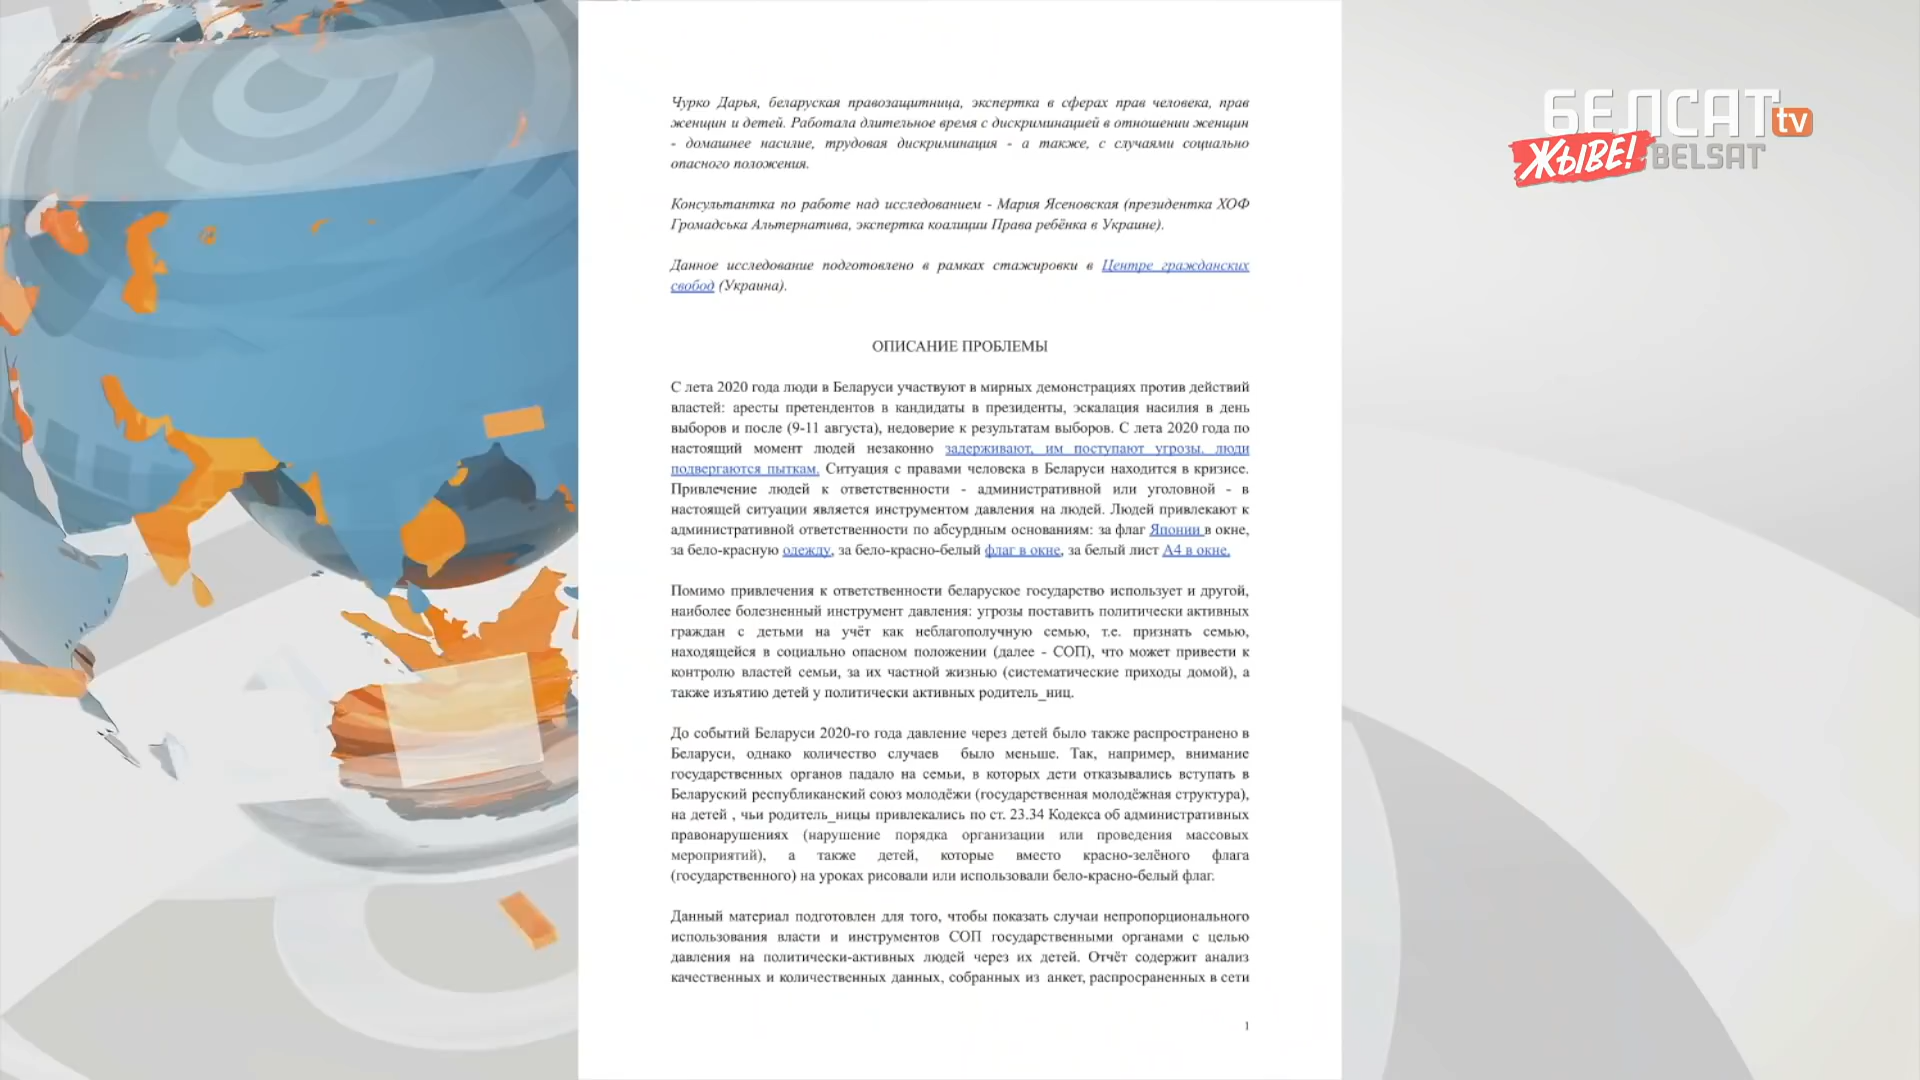 БЕЛСАТ tv
ЖЫВЕ! BELSAT
Чурко Дарья, беларуская правозащитница, экспертка в сферах прав человека, прав
женщин и детей. Работала длительное время с дискриминацией в отношении женщин
- домашнее насилие, трудовая дискриминация - а также, с случаями социально
опасного положения.
Консультантка по работе над исследованием - Мария Ясеновская (президентка ХОФ
Громадська Альтернатива, экспертка коалиции Права ребёнка в Украине).
Данное исследование подготовлено в рамках стажировки в Центре гражданских
свобод (Украина).
ОПИСАНИЕ ПРОБЛЕМЫ
С лета 2020 года люди в Беларуси участвуют в мирных демонстрациях против действий
властей: аресты претендентов в кандидаты в президенты, эскалация насилия в день
выборов и после (9-11 августа), недоверие к результатам выборов. С лета 2020 года по
настоящий момент людей незаконно задерживают, им поступают угрозы, люди
подвергаются пыткам. Ситуация с правами человека в Беларуси находится в кризисе.
Привлечение людей к ответственности - административной или уголовной - в
настоящей ситуации является инструментом давления на людей. Людей привлекают к
административной ответственности по абсурдным основаниям: за флаг Японии в окне,
за бело-красную одежду, за бело-красно-белый флаг в окне, за белый лист А4 в окне.
Помимо привлечения к ответственности беларуское государство использует и другой,
наиболее болезненный инструмент давления: угрозы поставить политически активных
граждан с детьми на учёт как неблагополучную семью, т.е. признать семью,
находящейся в социально опасном положении (далее - СОП), что может привести к
контролю властей семьи, за их частной жизнью (систематические приходы домой), а
также изъятию детей у политически активных родитель_ниц.
До событий Беларуси 2020-го года давление через детей было также распространено в
Беларуси, однако количество случаев было меньше. Так, например, внимание
государственных органов падало на семьи, в которых дети отказывались вступать в
Беларуский республиканский союз молодёжи (государственная молодёжная структура),
на детей , чьи родитель_ницы привлекались по ст. 23.34 Кодекса об административных
правонарушениях (нарушение порядка организации или проведения массовых
мероприятий), а также детей, которые вместо красно-зелёного флага
(государственного) на уроках рисовали или использовали бело-красно-белый флаг.
Данный материал подготовлен для того, чтобы показать случаи непропорционального
использования власти и инструментов СОП государственными органами с целью
давления на политически-активных людей через их детей. Отчёт содержит анализ
качественных и количественных данных, собранных из анкет, распространенных в сети
1